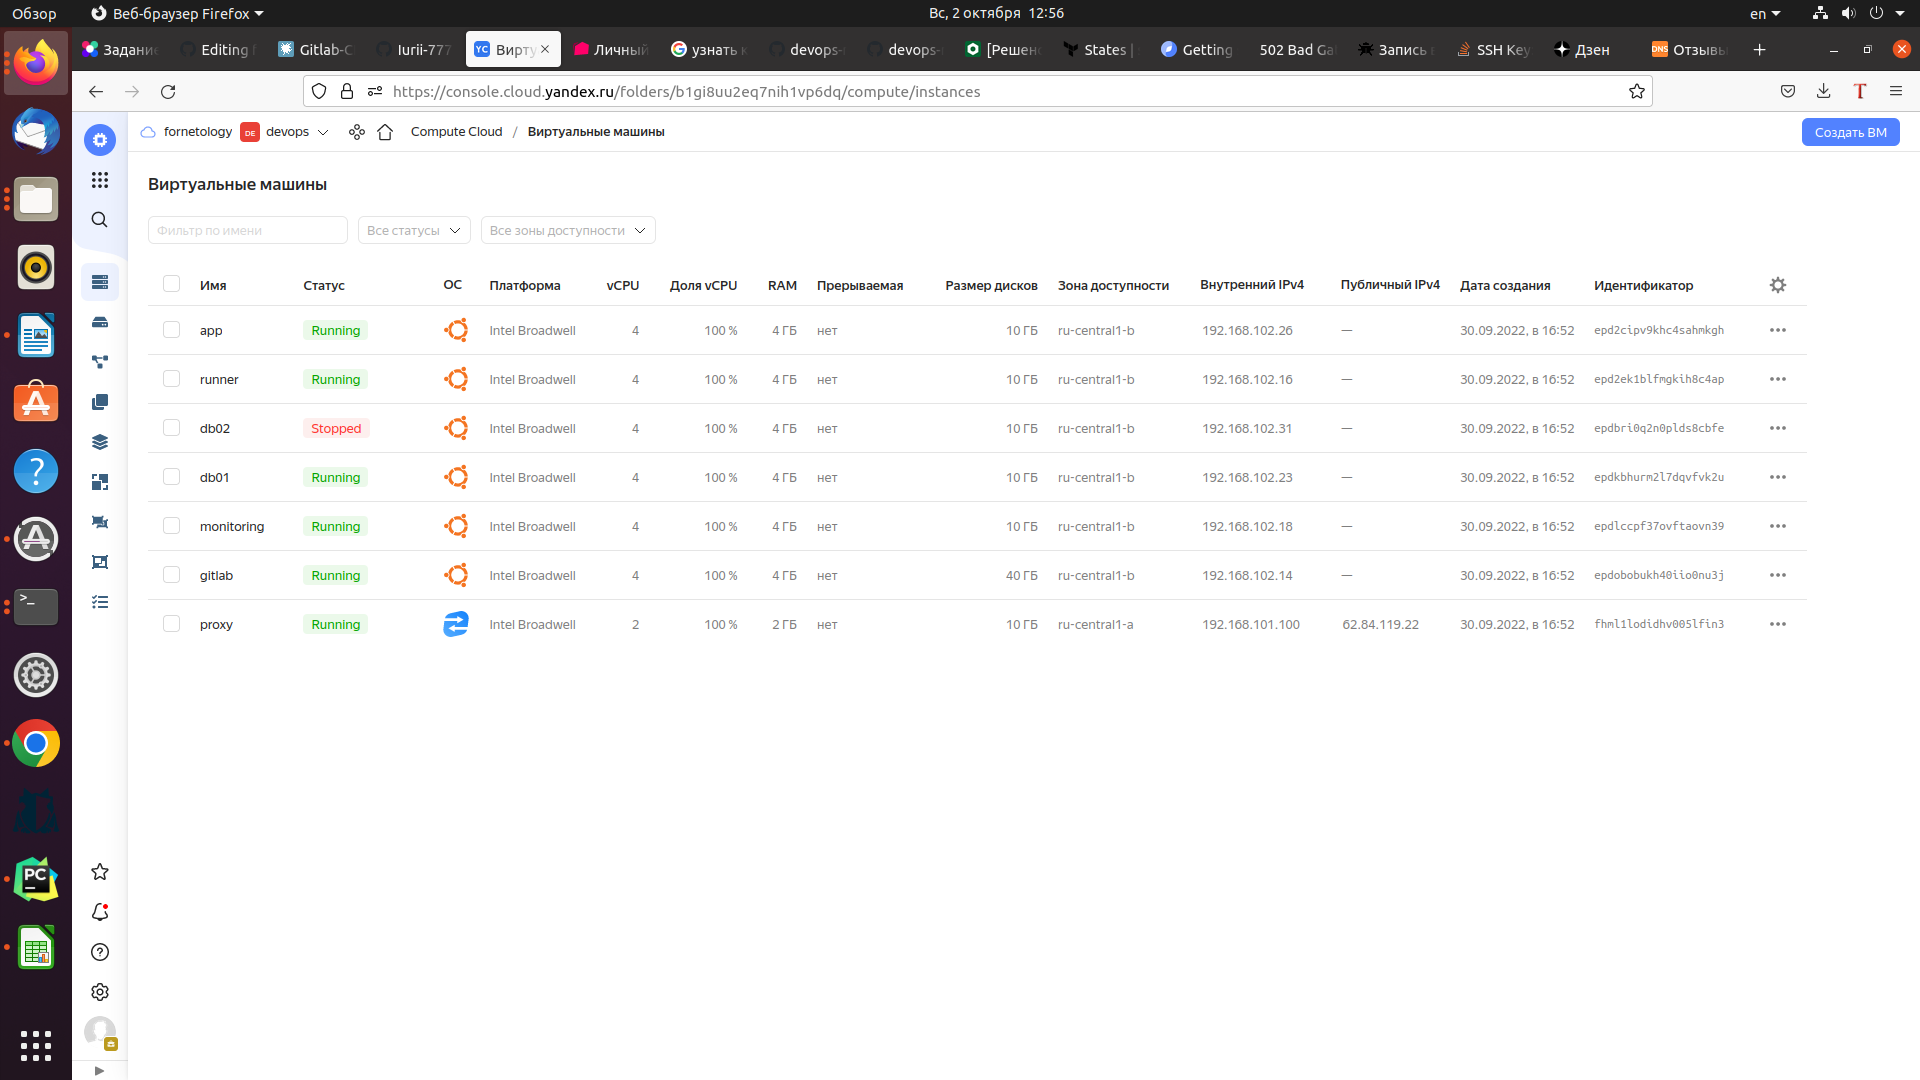 Обзор Веб-браузер Firefox Вс, 2 октября 12:56 en
Задание Editing Gitlab-C Iurii-777 YC Вирту Личный узнать к devops- devops- [Решен States | Getting 502 Bad Ga Запись SSH Key Дзен DNS Отзывы
https://console.cloud.yandex.ru/folders/b1gi8uu2eq7nih1vp6dq/compute/instances
fornetology DE devops Compute Cloud / Виртуальные машины Создать ВМ
Виртуальные машины
Фильтр по имени Все статусы Все зоны доступности
Имя Статус ОС Платформа vCPU Доля vCPU RAM Прерываемая Размер дисков Зона доступности Внутренний IPv4 Публичный IPv4 Дата создания Идентификатор
app Running Intel Broadwell 4 100 % 4 ГБ нет 10 ГБ ru-central1-b 192.168.102.26 — 30.09.2022, в 16:52 epd2cipv9khc4sahmkgh
runner Running Intel Broadwell 4 100 % 4 ГБ нет 10 ГБ ru-central1-b 192.168.102.16 — 30.09.2022, в 16:52 epd2ek1blfmgkih8c4ap
db02 Stopped Intel Broadwell 4 100 % 4 ГБ нет 10 ГБ ru-central1-b 192.168.102.31 — 30.09.2022, в 16:52 epdbri0q2n0plds8cbfe
db01 Running Intel Broadwell 4 100 % 4 ГБ нет 10 ГБ ru-central1-b 192.168.102.23 — 30.09.2022, в 16:52 epdkbhurm2l7dqvfvk2u
monitoring Running Intel Broadwell 4 100 % 4 ГБ нет 10 ГБ ru-central1-b 192.168.102.18 — 30.09.2022, в 16:52 epdlccpf37ovftaovn39
gitlab Running Intel Broadwell 4 100 % 4 ГБ нет 40 ГБ ru-central1-b 192.168.102.14 — 30.09.2022, в 16:52 epdobobukh40iio0nu3j
proxy Running Intel Broadwell 2 100 % 2 ГБ нет 10 ГБ ru-central1-a 192.168.101.100 62.84.119.22 30.09.2022, в 16:52 fhml1lodidhv005lfin3
PC